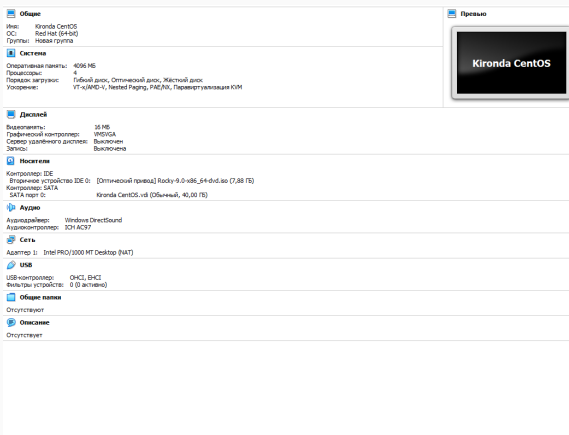 Общие
Имя: Kironda CentOS
ОС: Red Hat (64-bit)
Группы: Новая группа
Превью
Kironda CentOS
Система
Оперативная память: 4096 МБ
Процессоры: 4
Порядок загрузки: Гибкий диск, Оптический диск, Жёсткий диск
Ускорение: VT-x/AMD-V, Nested Paging, PAE/NX, Паравиртуализация KVM
Дисплей
Видеопамять: 16 МБ
Графический контроллер: VMSVGA
Сервер удалённого дисплея: Выключен
Запись: Выключена
Носители
Контроллер: IDE
Вторичное устройство IDE 0: [Оптический привод] Rocky-9.0-x86_64-dvd.iso (7,88 ГБ)
Контроллер: SATA
SATA порт 0: Kironda CentOS.vdi (Обычный, 40,00 ГБ)
Аудио
Аудиодрайвер: Windows DirectSound
Аудиоконтроллер: ICH AC97
Сеть
Адаптер 1: Intel PRO/1000 MT Desktop (NAT)
USB
USB-контроллер: OHCI, EHCI
Фильтры устройств: 0 (0 активно)
Общие папки
Отсутствуют
Описание
Отсутствует